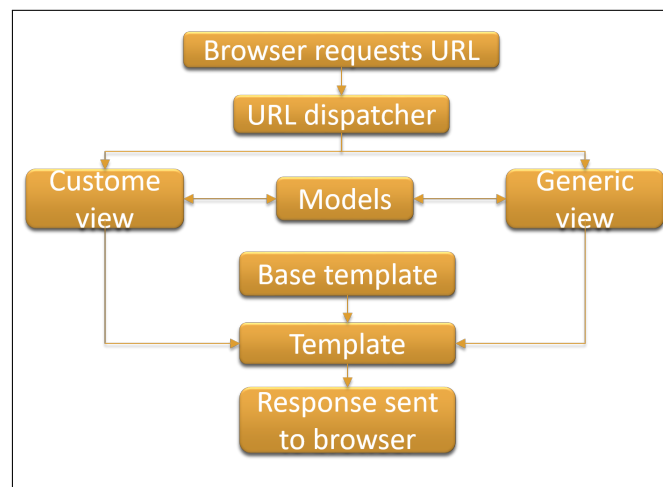 Browser requests URL
URL dispatcher
Custome
view
Models
Generic
view
Base template
Template
Response sent
to browser